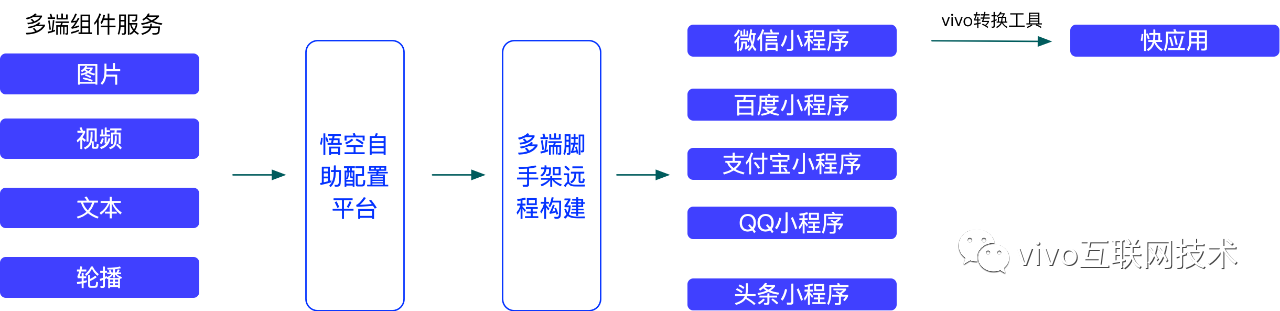 多端组件服务
图片
视频
文本
轮播
悟空自
助配置
平台
多端脚
手架远
程构建
微信小程序
百度小程序
支付宝小程序
QQ小程序
头条小程序
vivo转换工具
快应用
vivo互联网技术